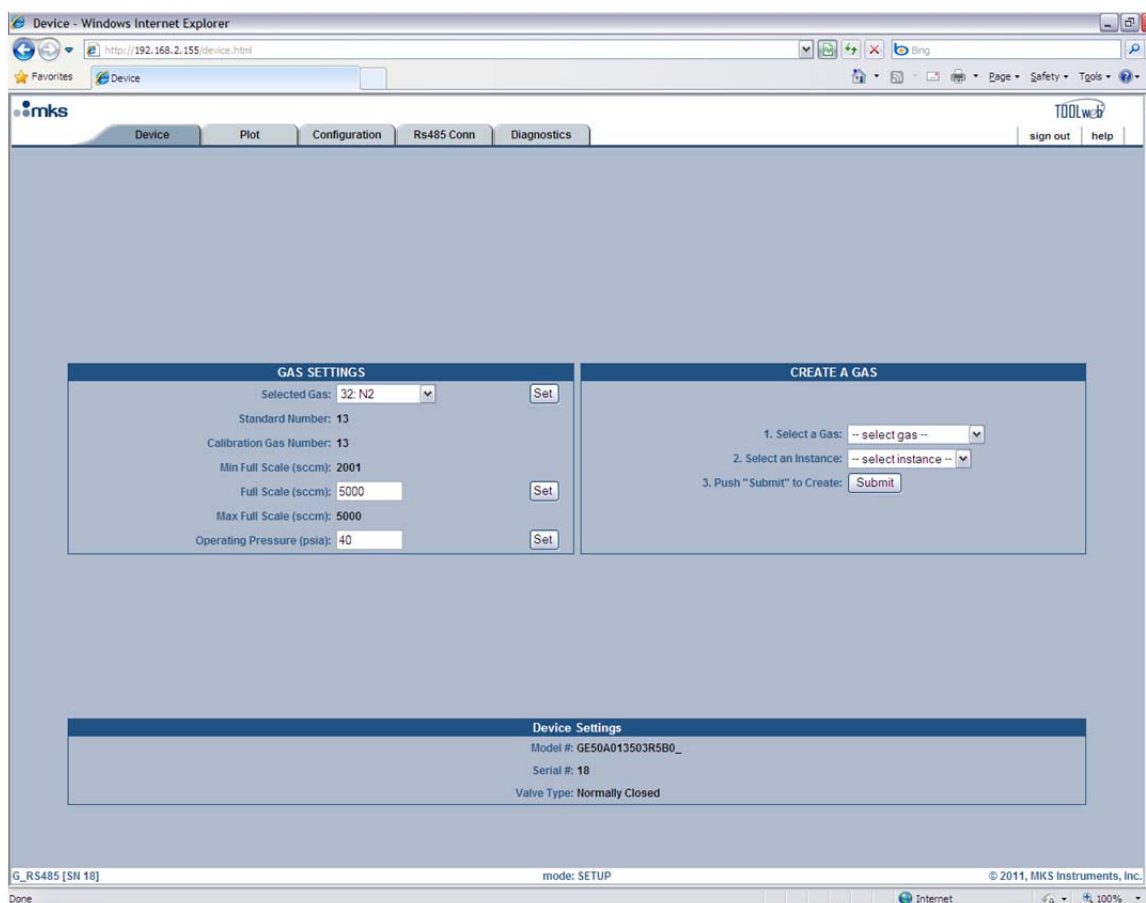 Device - Windows Internet Explorer
http://192.168.2.155/device.html
Bing
Favorites Device Page Safety Tools
mks TOOLweb
Device Plot Configuration Rs485 Conn Diagnostics sign out help
GAS SETTINGS
Selected Gas: 32: N2 Set
Standard Number: 13
Calibration Gas Number: 13
Min Full Scale (sccm): 2001
Full Scale (sccm): 5000 Set
Max Full Scale (sccm): 5000
Operating Pressure (psia): 40 Set
CREATE A GAS
1. Select a Gas: -- select gas --
2. Select an Instance: -- select instance --
3. Push "Submit" to Create: Submit
Device Settings
Model #: GE50A013503R5B0_
Serial #: 18
Valve Type: Normally Closed
G_RS485 [SN 18] mode: SETUP © 2011, MKS Instruments, Inc.
Done Internet 100%